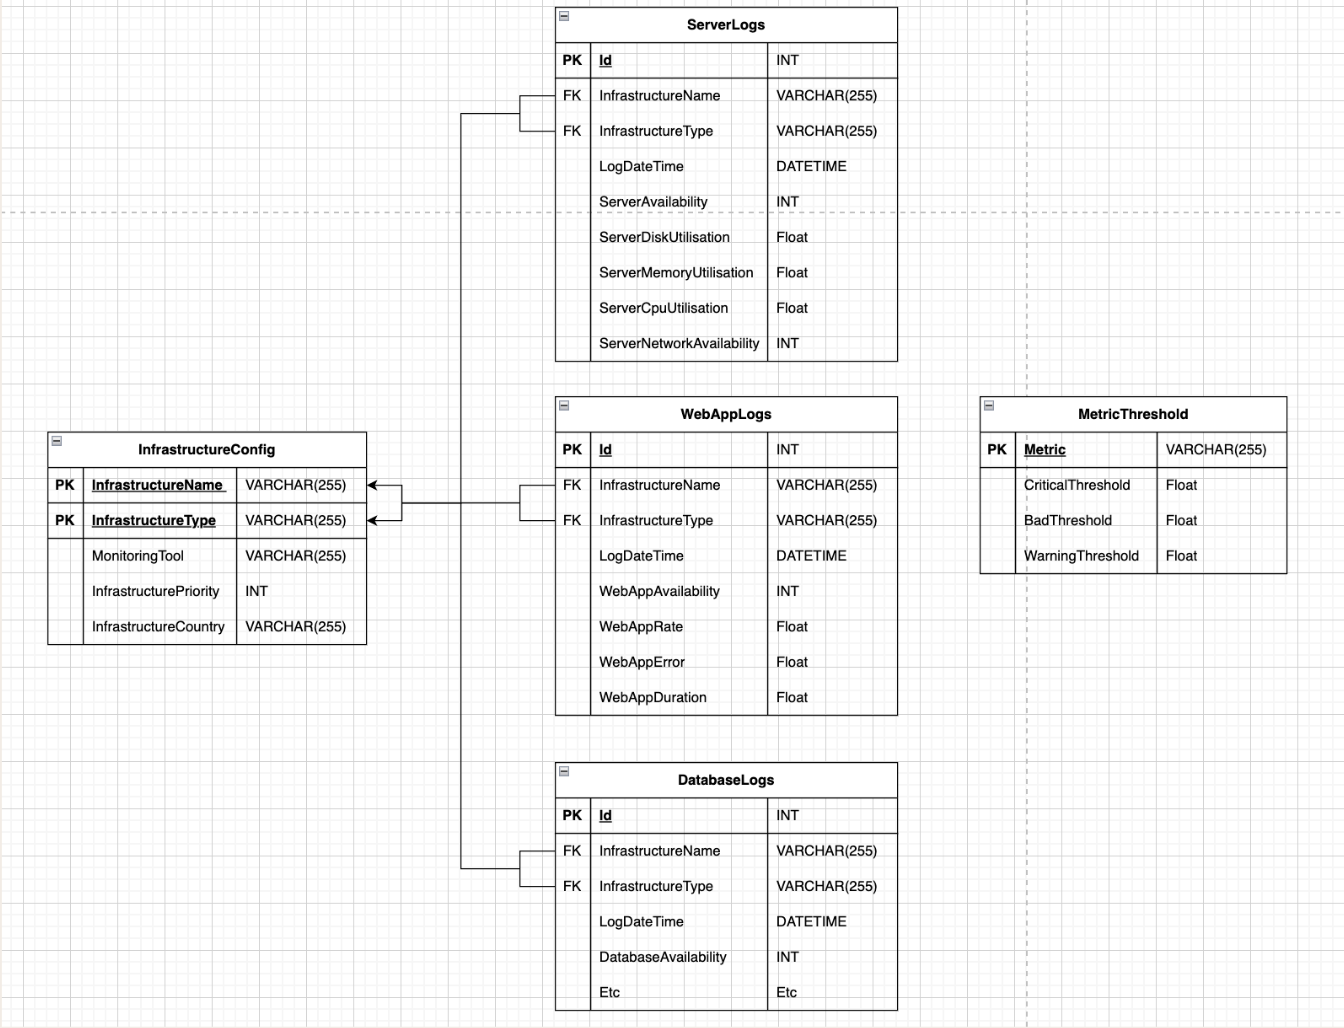 ServerLogs
PK Id INT
FK InfrastructureName VARCHAR(255)
FK InfrastructureType VARCHAR(255)
LogDateTime DATETIME
ServerAvailability INT
ServerDiskUtilisation Float
ServerMemoryUtilisation Float
ServerCpuUtilisation Float
ServerNetworkAvailability INT
InfrastructureConfig
PK InfrastructureName VARCHAR(255)
PK InfrastructureType VARCHAR(255)
MonitoringTool VARCHAR(255)
InfrastructurePriority INT
InfrastructureCountry VARCHAR(255)
WebAppLogs
PK Id INT
FK InfrastructureName VARCHAR(255)
FK InfrastructureType VARCHAR(255)
LogDateTime DATETIME
WebAppAvailability INT
WebAppRate Float
WebAppError Float
WebAppDuration Float
MetricThreshold
PK Metric VARCHAR(255)
CriticalThreshold Float
BadThreshold Float
WarningThreshold Float
DatabaseLogs
PK Id INT
FK InfrastructureName VARCHAR(255)
FK InfrastructureType VARCHAR(255)
LogDateTime DATETIME
DatabaseAvailability INT
Etc Etc